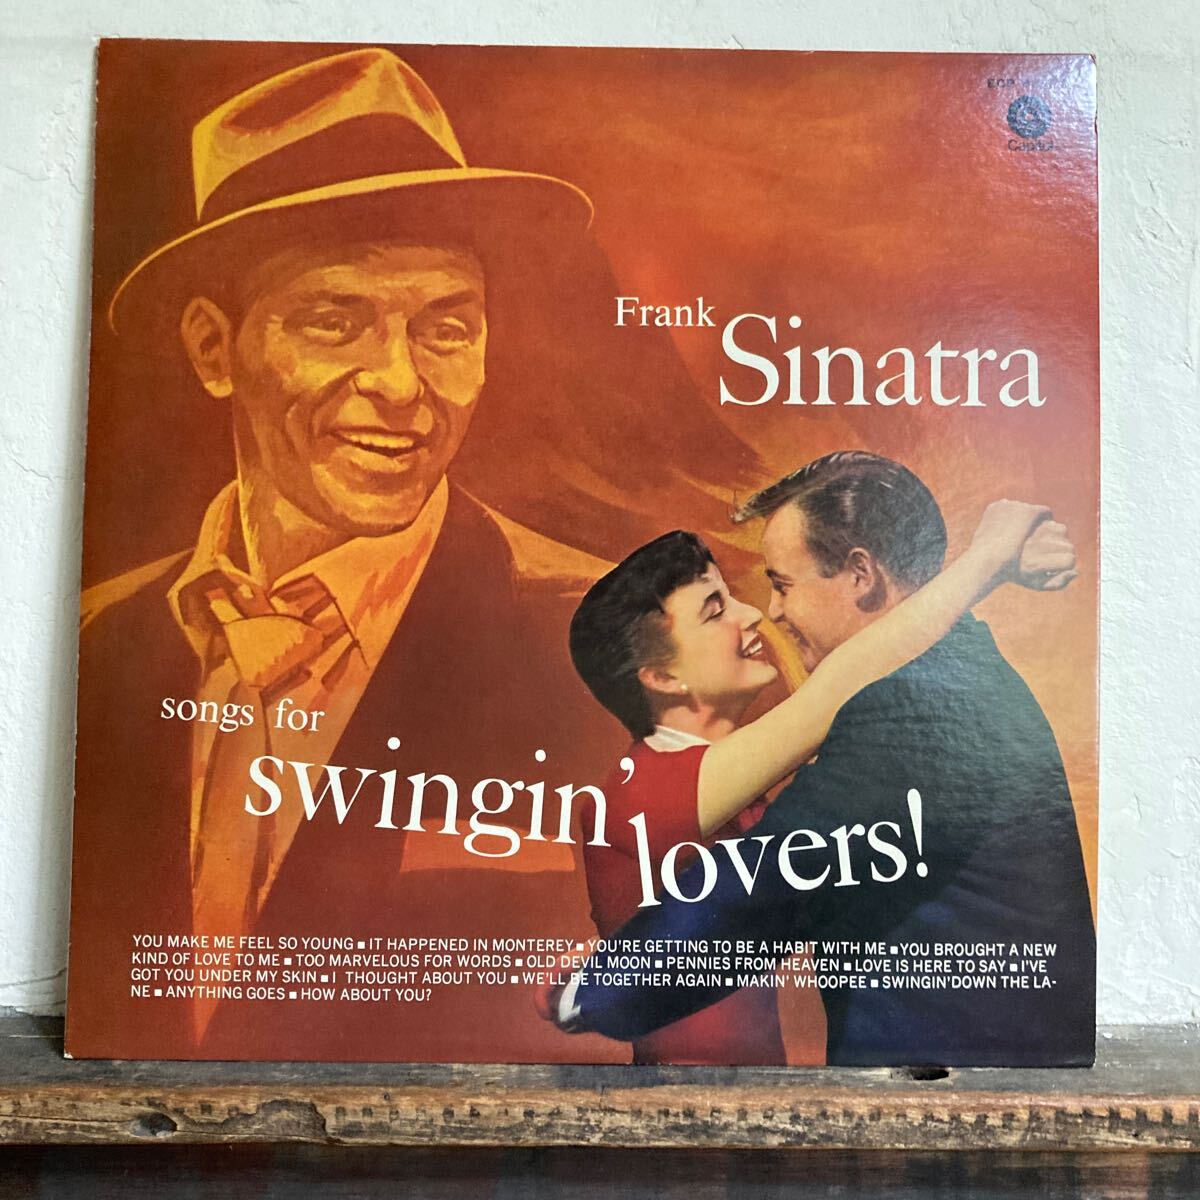 ECP
Capitol
Frank
Sinatra
songs for
swingin'
lovers!
YOU MAKE ME FEEL SO YOUNG ■ IT HAPPENED IN MONTEREY ■ YOU'RE GETTING TO BE A HABIT WITH ME ■ YOU BROUGHT A NEW
KIND OF LOVE TO ME ■ TOO MARVELOUS FOR WORDS ■ OLD DEVIL MOON ■ PENNIES FROM HEAVEN ■ LOVE IS HERE TO SAY ■ I'VE
GOT YOU UNDER MY SKIN ■ I THOUGHT ABOUT YOU ■ WE'LL BE TOGETHER AGAIN ■ MAKIN' WHOOPEE ■ SWINGIN'DOWN THE LA-
NE ■ ANYTHING GOES ■ HOW ABOUT YOU?